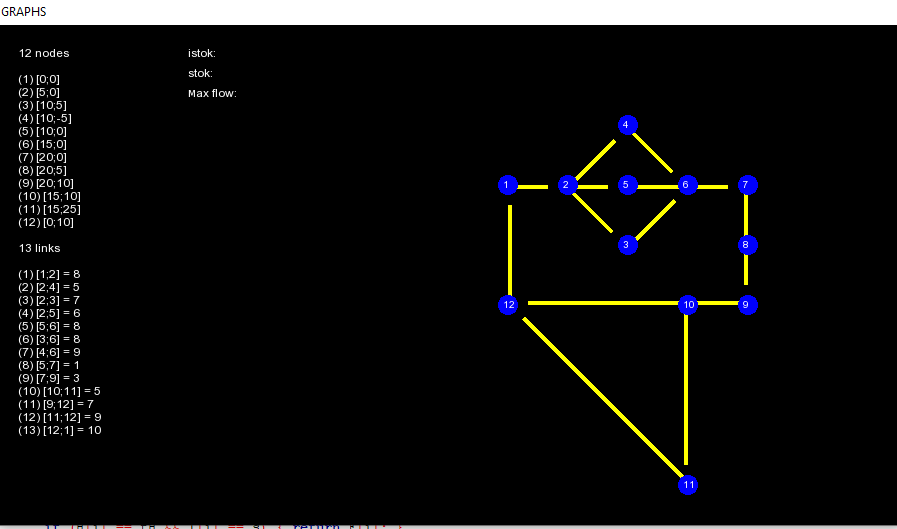 GRAPHS
12 nodes
(1) [0;0]
(2) [5;0]
(3) [10;5]
(4) [10;-5]
(5) [10;0]
(6) [15;0]
(7) [20;0]
(8) [20;5]
(9) [20;10]
(10) [15;10]
(11) [15;25]
(12) [0;10]
13 links
(1) [1;2] = 8
(2) [2;4] = 5
(3) [2;3] = 7
(4) [2;5] = 6
(5) [5;6] = 8
(6) [3;6] = 8
(7) [4;6] = 9
(8) [5;7] = 1
(9) [7;9] = 3
(10) [10;11] = 5
(11) [9;12] = 7
(12) [11;12] = 9
(13) [12;1] = 10
istok:
stok:
Max flow:
4
1 2 5 6 7
3 8
12 10 9
11